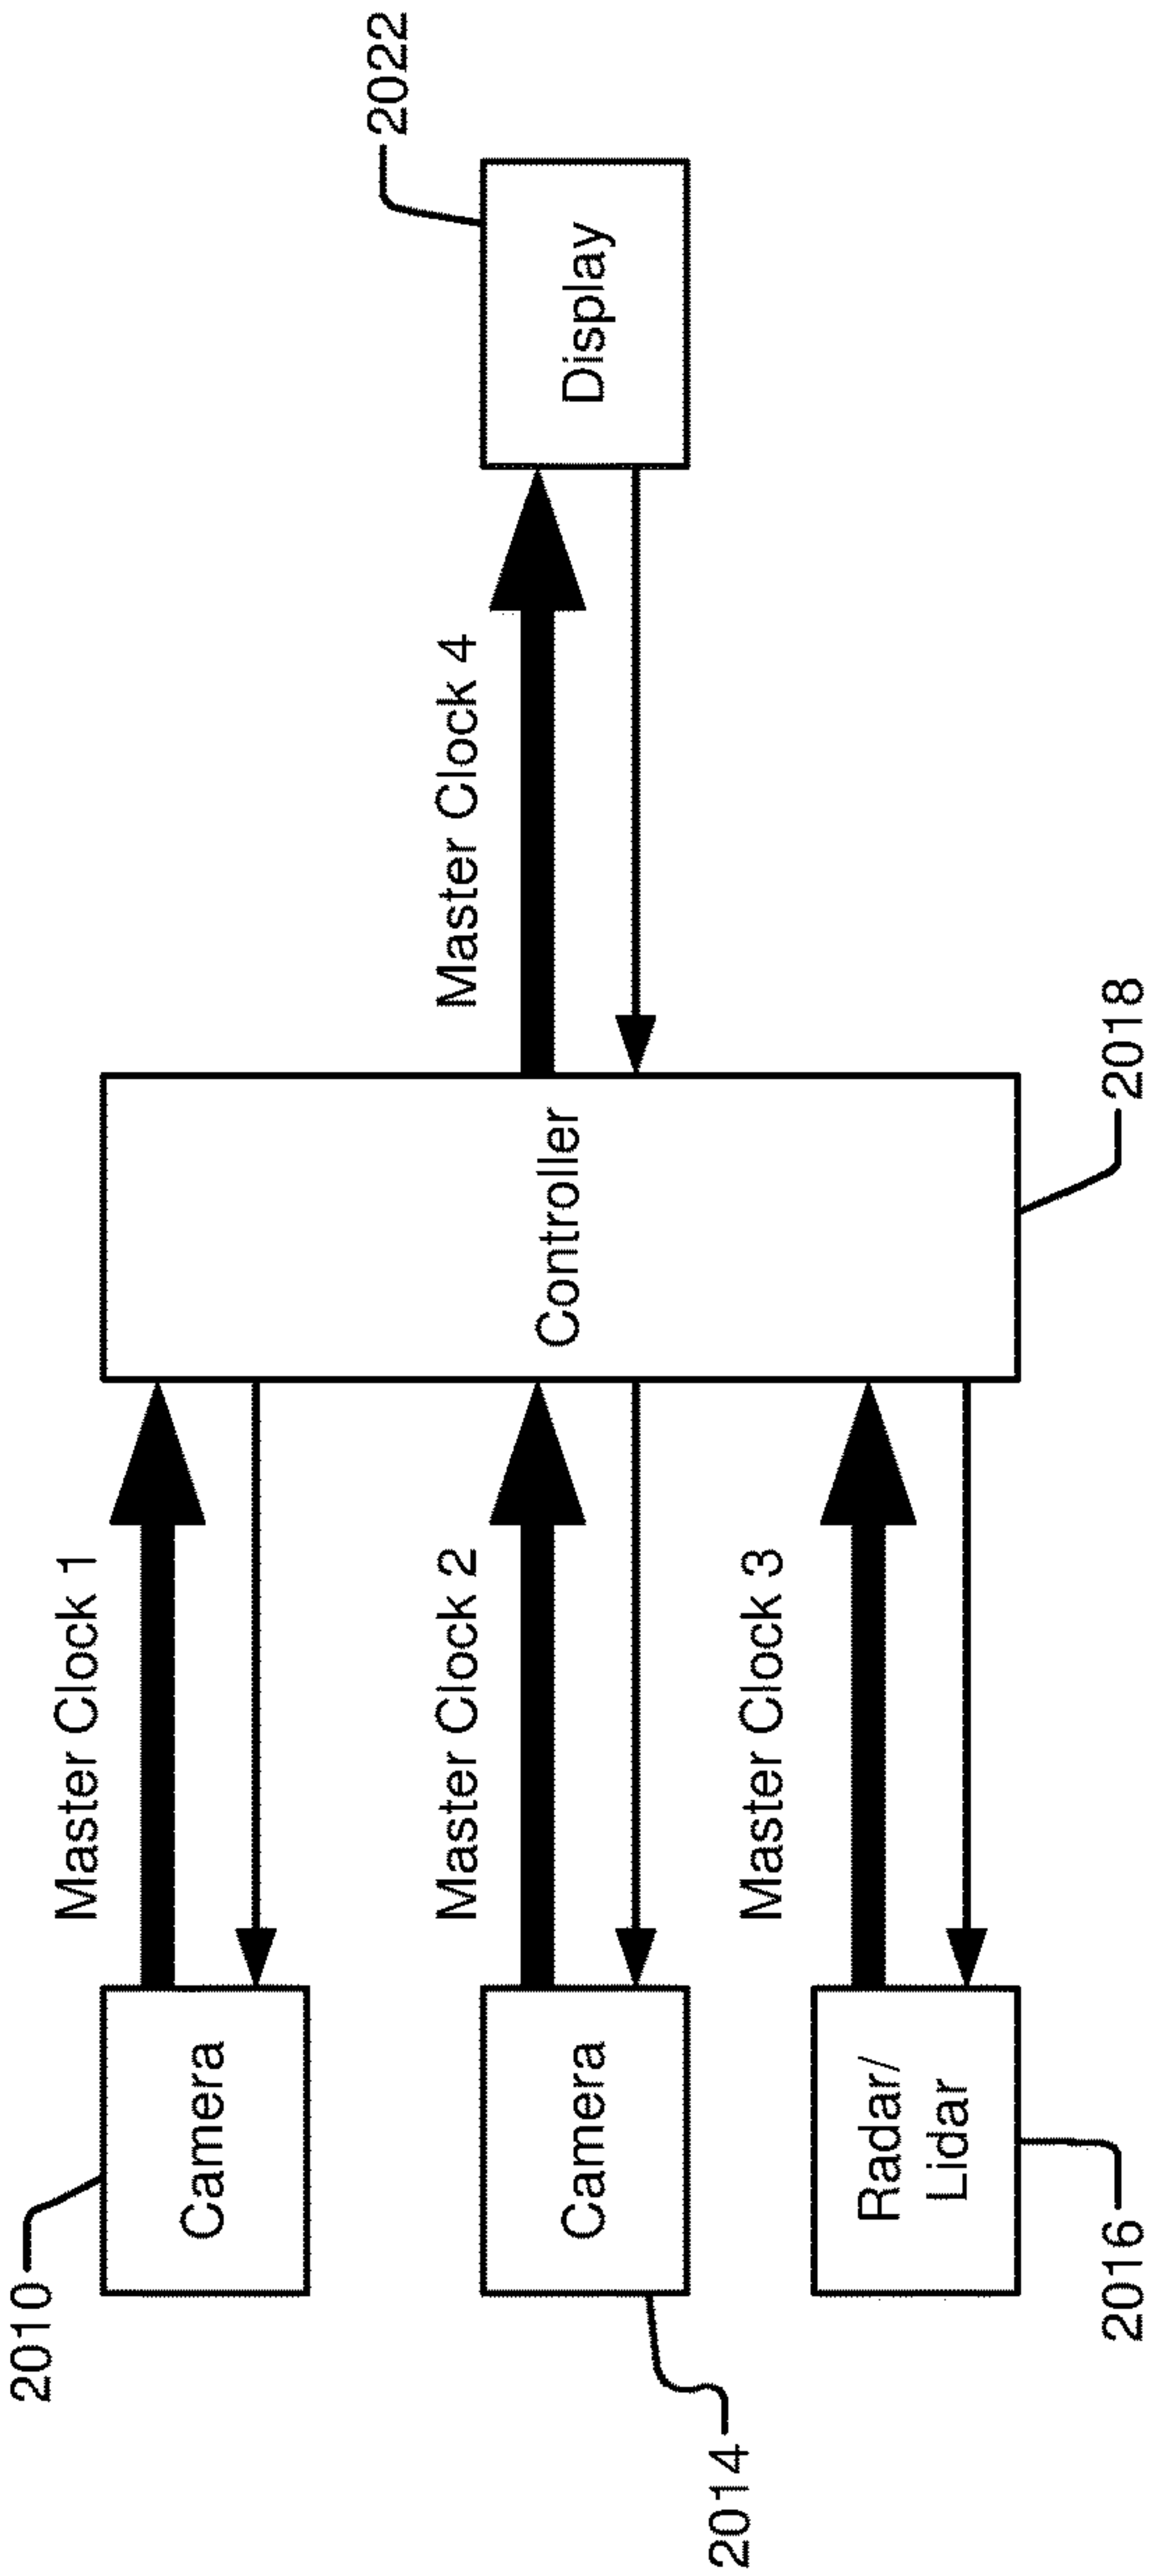 2010
Camera
Master Clock 1
2014
Camera
Master Clock 2
2016
Radar/
Lidar
Master Clock 3
Controller
2018
Master Clock 4
Display
2022